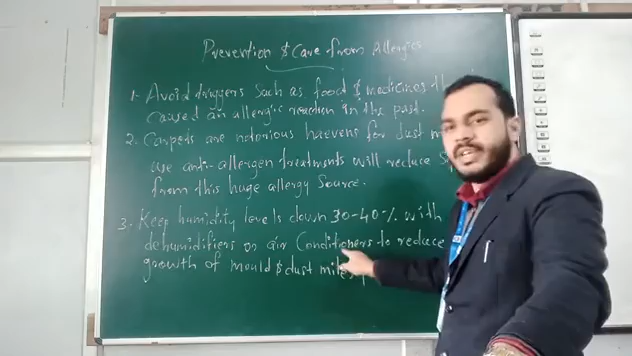 Prevention & Care from Allergies
1- Avoid triggers such as food & medicines
caused an allergic reaction in the past.
2. Carpets are notorious heavens for dust
use anti-allergen treatments will reduce
from this huge allergy source.
3. Keep humidity levels down 30-40% with
dehumidifiers or air conditioners to reduce
growth of mould & dust mites